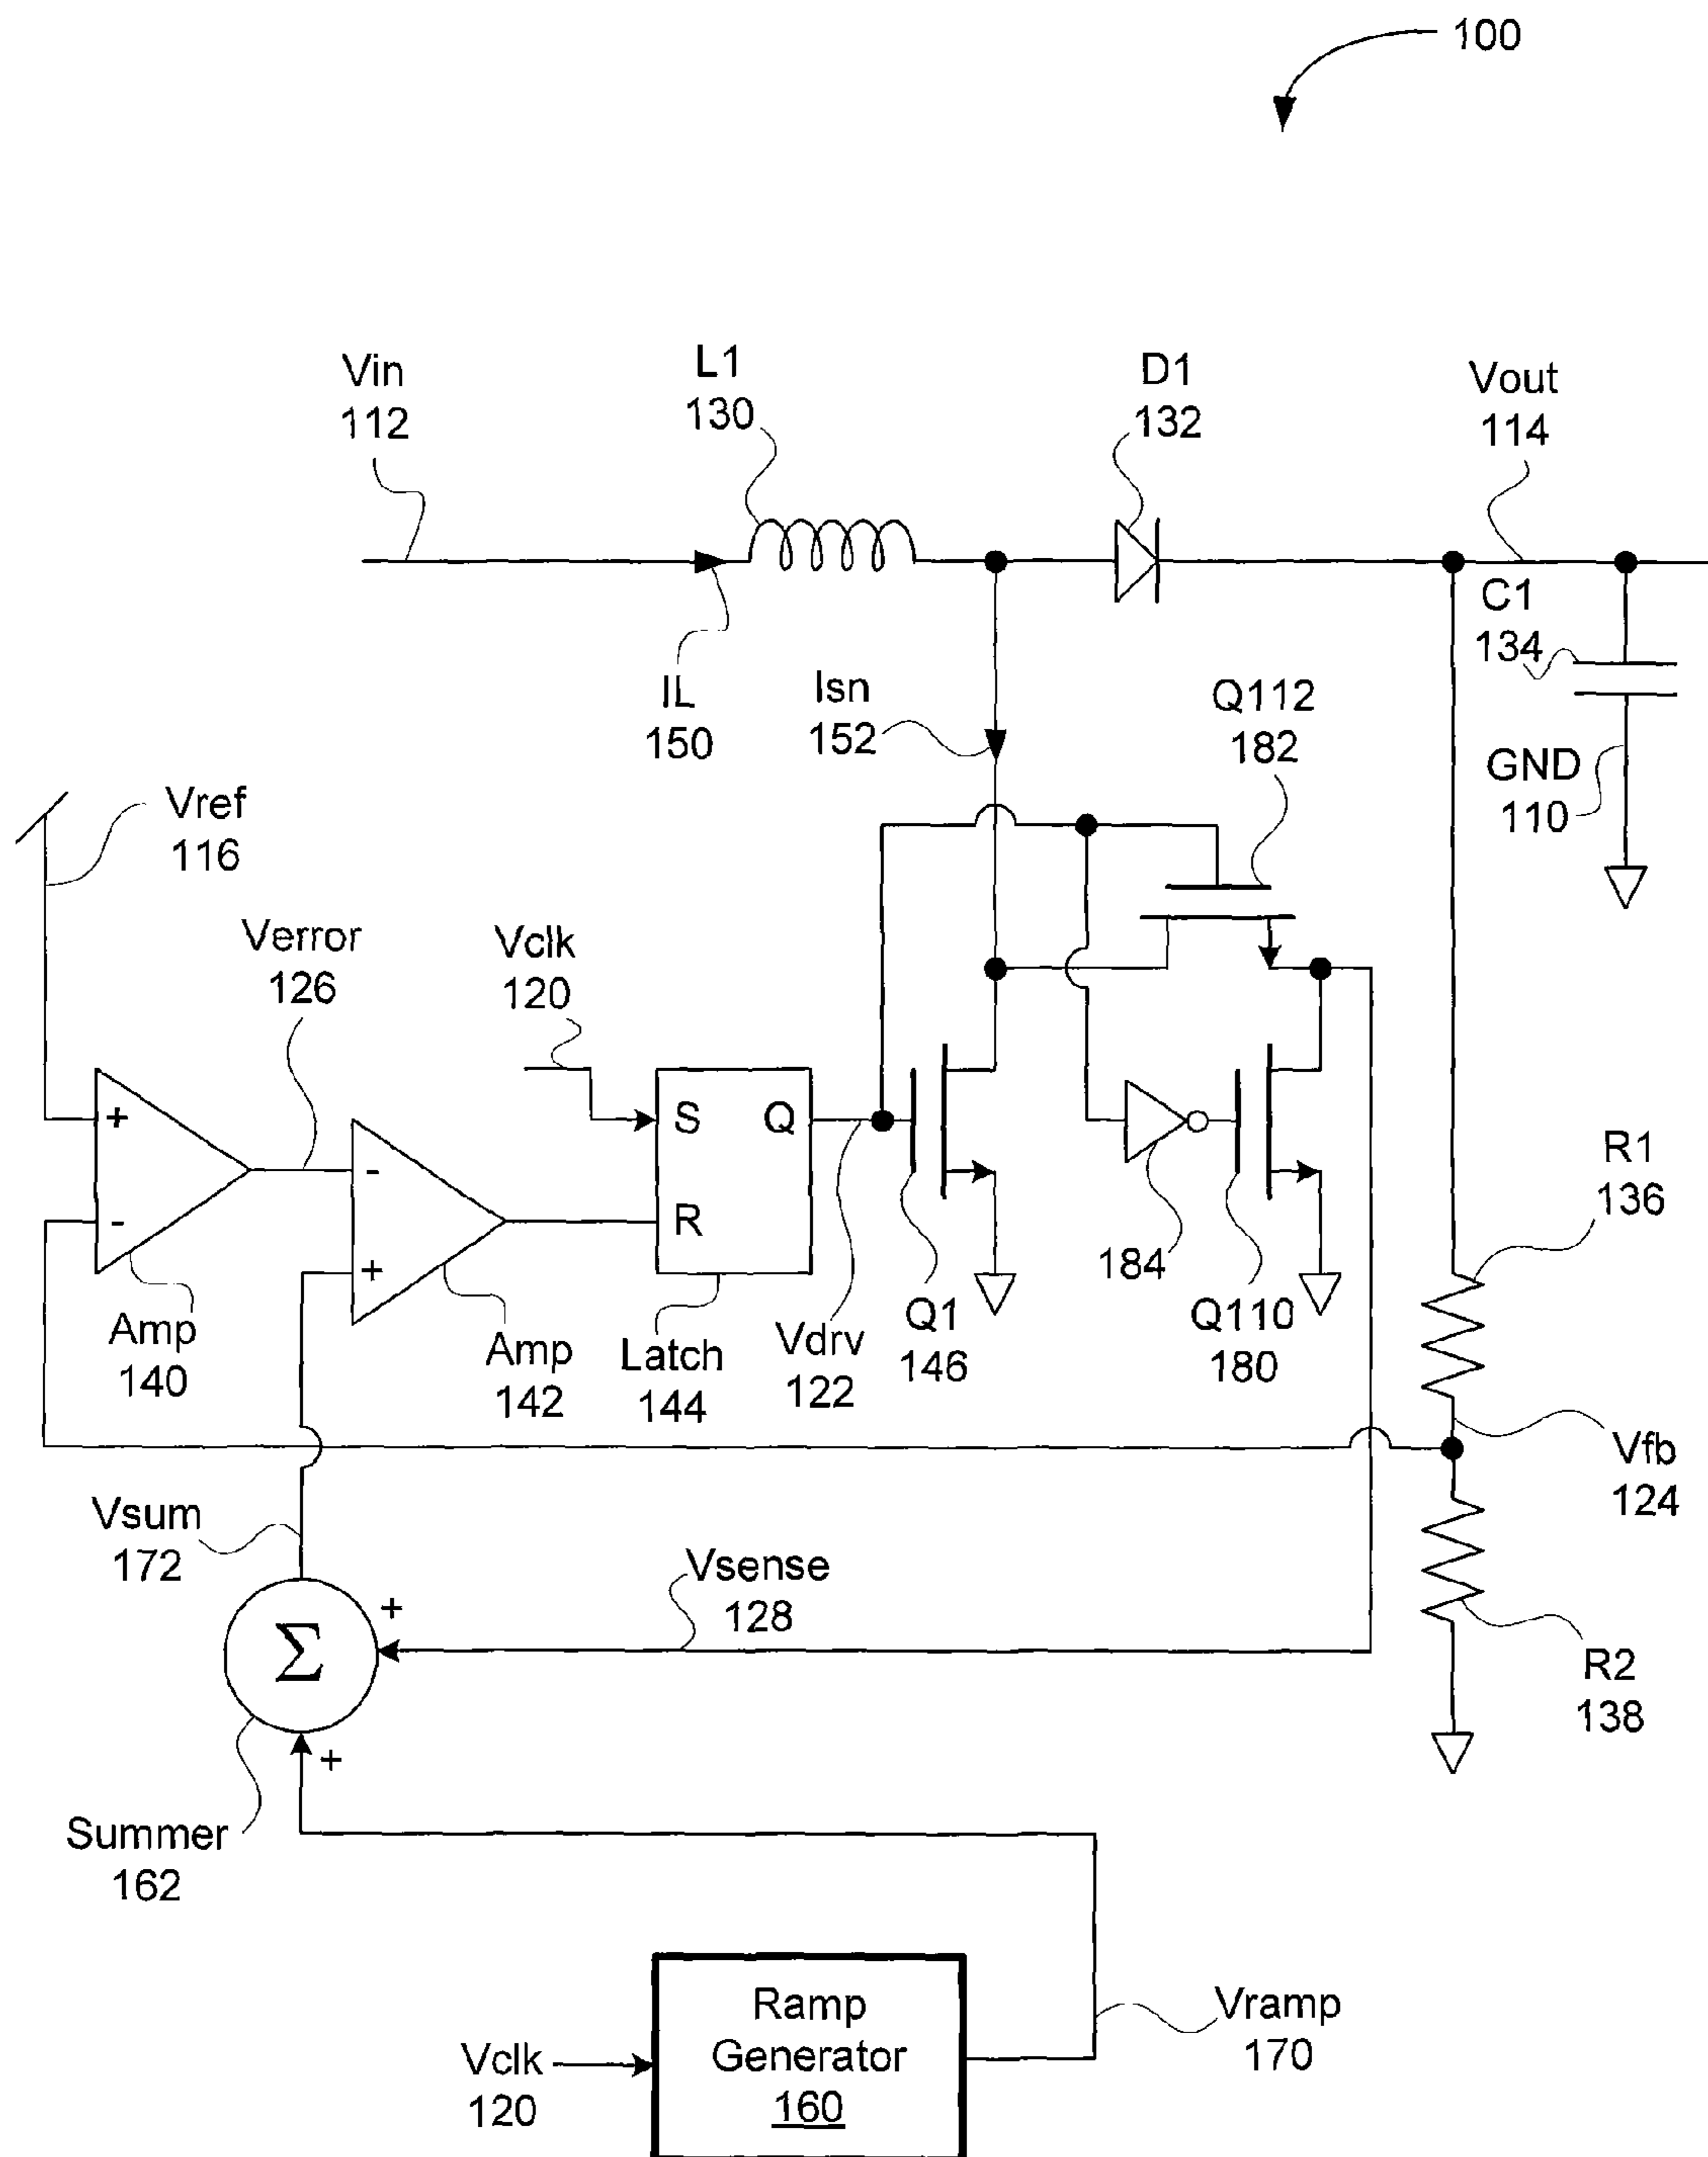 100
Vin
112
L1
130
D1
132
Vout
114
C1
134
IL
150
Isn
152
Q112
182
GND
110
Vref
116
Verror
126
Vclk
120
+
-
Amp
140
-
+
Amp
142
S Q
R
Latch
144
Vdrv
122
Q1
146
184
Q110
180
R1
136
Vfb
124
Vsum
172
Vsense
128
+
Σ
+
R2
138
Summer
162
Vclk
120
Ramp
Generator
160
Vramp
170